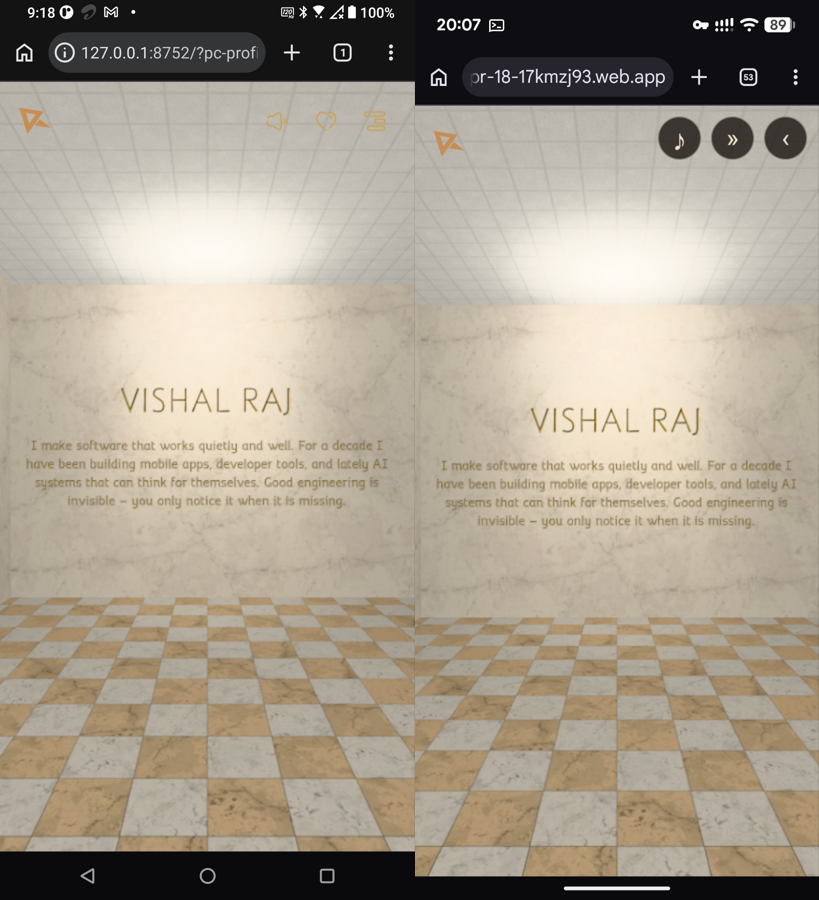 9:18
100%
127.0.0.1:8752/?pc-prof
1
VISHAL RAJ
I make software that works quietly and well. For a decade I
have been building mobile apps, developer tools, and lately AI
systems that can think for themselves. Good engineering is
invisible – you only notice it when it is missing.
20:07
89
or-18-17kmzj93.web.app
53
VISHAL RAJ
I make software that works quietly and well. For a decade I
have been building mobile apps, developer tools, and lately AI
systems that can think for themselves. Good engineering is
invisible – you only notice it when it is missing.